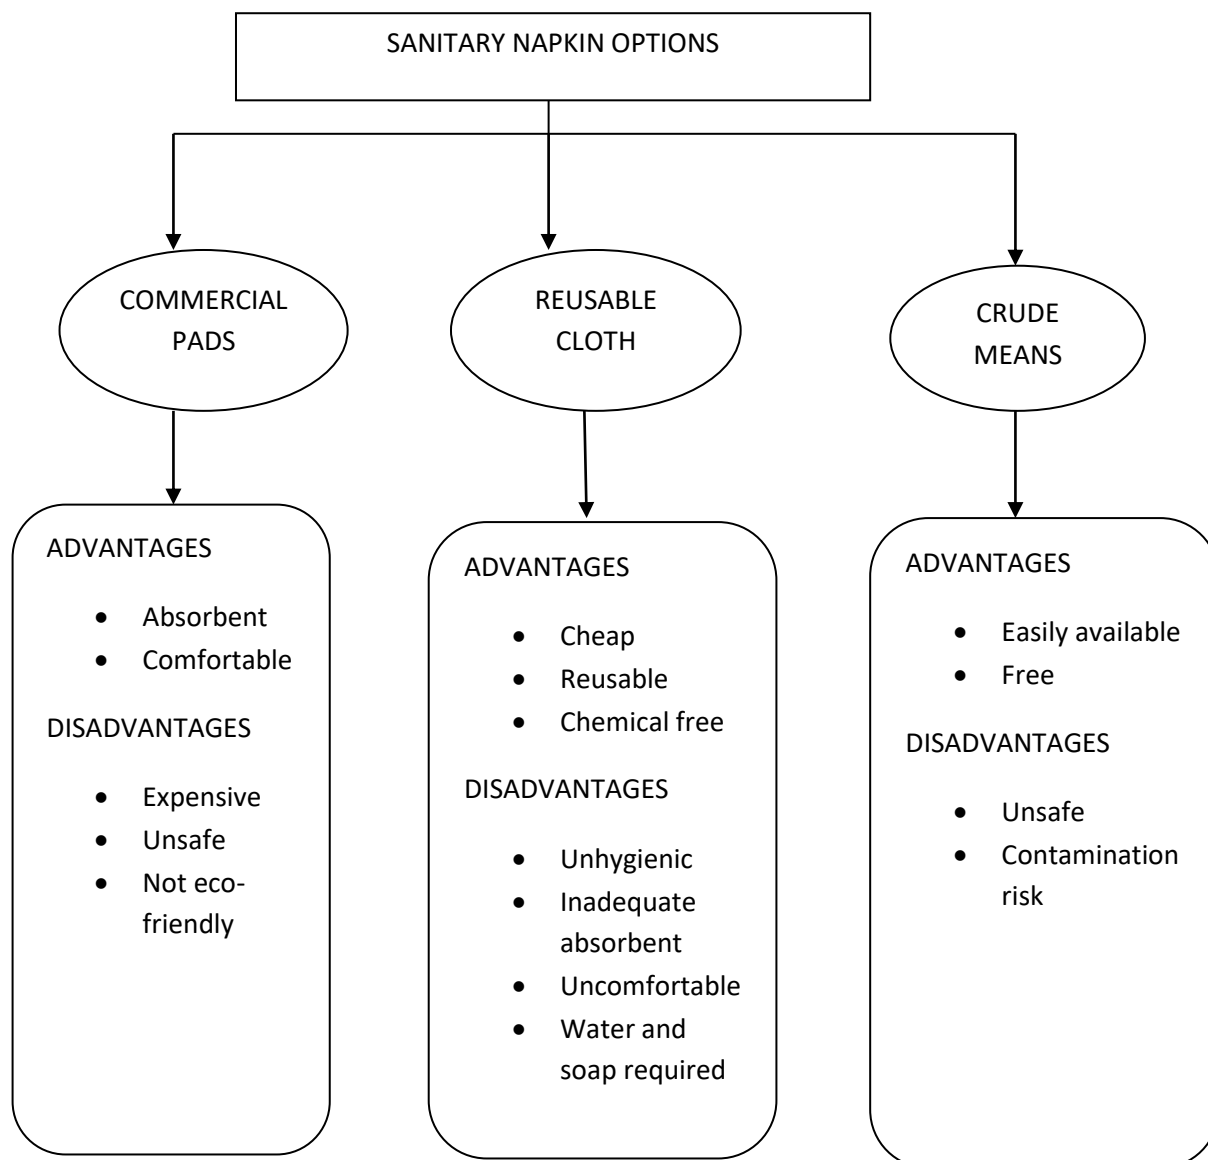 SANITARY NAPKIN OPTIONS
COMMERCIAL
PADS
REUSABLE
CLOTH
CRUDE
MEANS
ADVANTAGES
• Absorbent
• Comfortable
DISADVANTAGES
• Expensive
• Unsafe
• Not eco-
friendly
ADVANTAGES
• Cheap
• Reusable
• Chemical free
DISADVANTAGES
• Unhygienic
• Inadequate
absorbent
• Uncomfortable
• Water and
soap required
ADVANTAGES
• Easily available
• Free
DISADVANTAGES
• Unsafe
• Contamination
risk